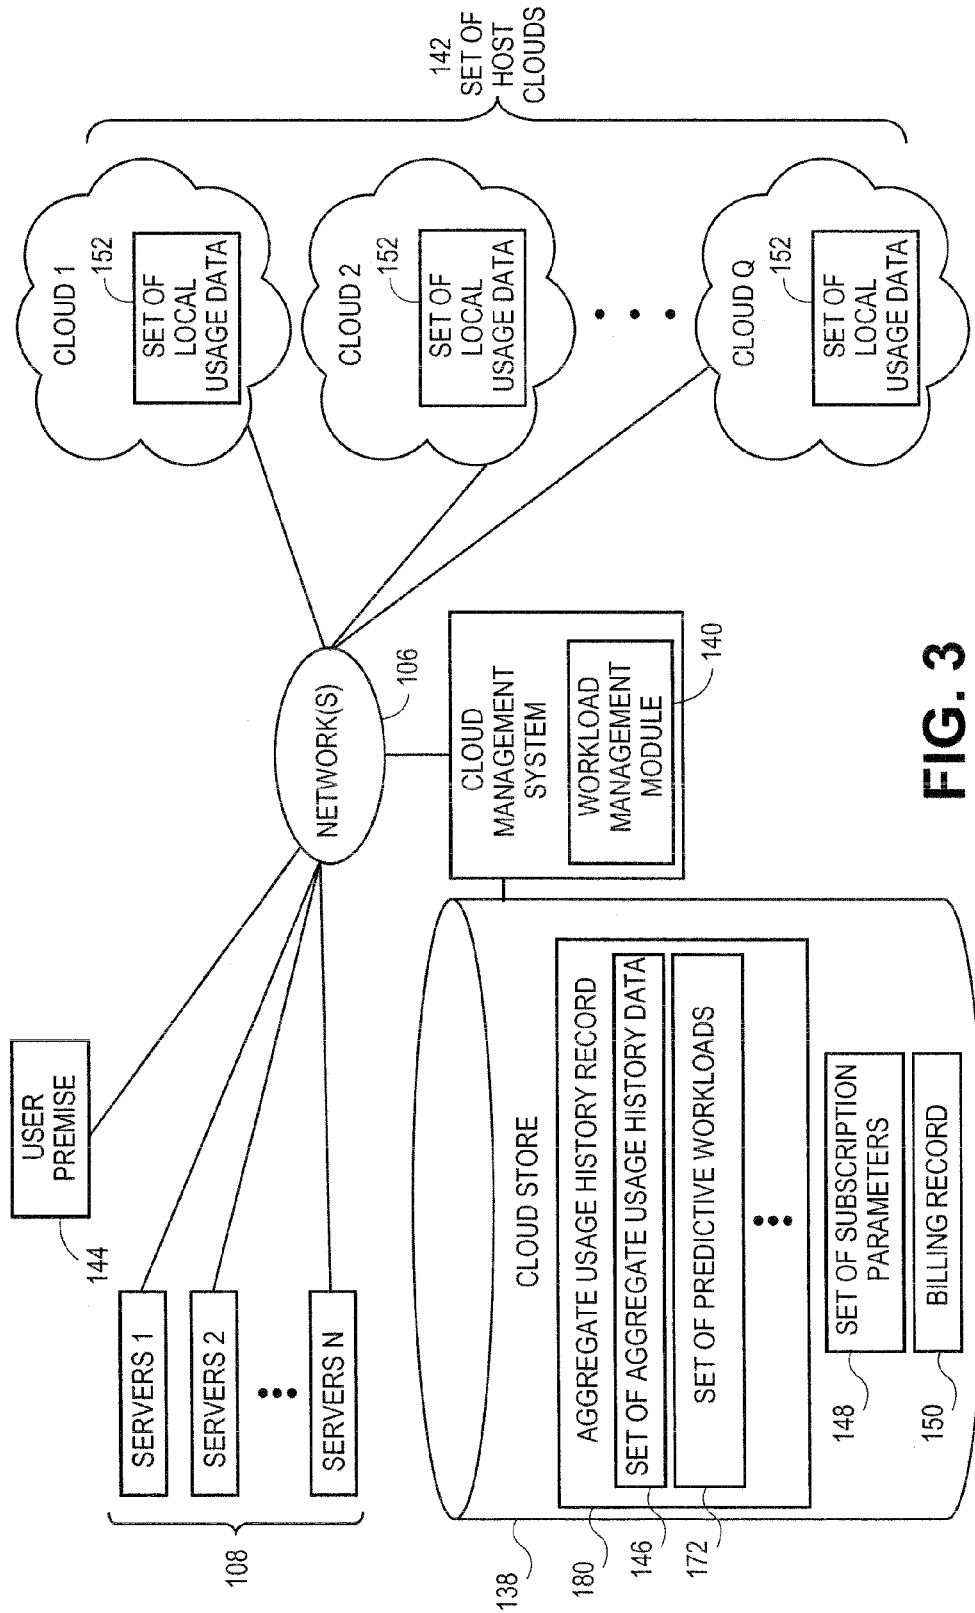 USER
PREMISE
144
SERVERS 1
SERVERS 2
SERVERS N
108
NETWORK(S)
106
CLOUD 1
152
SET OF
LOCAL
USAGE DATA
CLOUD 2
152
SET OF
LOCAL
USAGE DATA
CLOUD Q
152
SET OF
LOCAL
USAGE DATA
142
SET OF
HOST
CLOUDS
CLOUD
MANAGEMENT
SYSTEM
WORKLOAD
MANAGEMENT
MODULE
140
CLOUD STORE
138
AGGREGATE USAGE HISTORY RECORD
180
SET OF AGGREGATE USAGE HISTORY DATA
146
SET OF PREDICTIVE WORKLOADS
172
SET OF SUBSCRIPTION
PARAMETERS
148
BILLING RECORD
150
FIG. 3